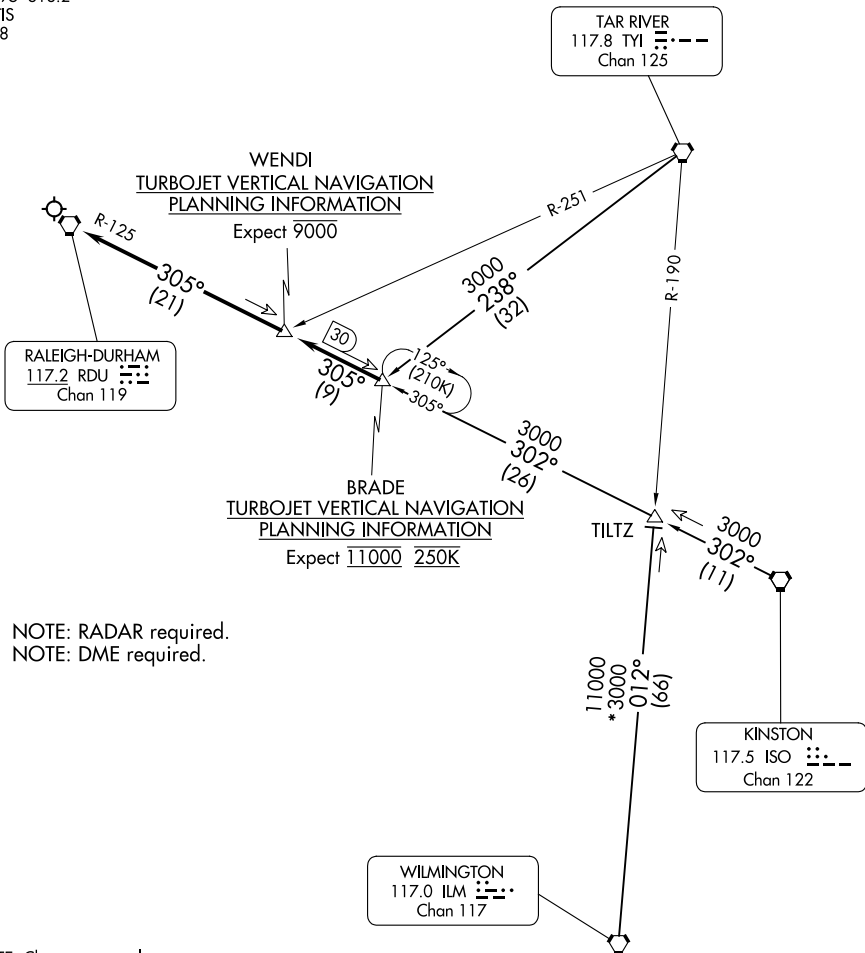 TAR RIVER
117.8 TYI
Chan 125
WENDI
TURBOJET VERTICAL NAVIGATION
PLANNING INFORMATION
Expect 9000
R-251
R-190
R-125
305°
(21)
3000
238°
(32)
30
305°
(9)
125°
(210K)
305°
RALEIGH-DURHAM
117.2 RDU
Chan 119
3000
302°
(26)
BRADE
TURBOJET VERTICAL NAVIGATION
PLANNING INFORMATION
Expect 11000 250K
TILTZ
3000
302°
(11)
NOTE: RADAR required.
NOTE: DME required.
11000
*3000
012°
(66)
KINSTON
117.5 ISO
Chan 122
WILMINGTON
117.0 ILM
Chan 117